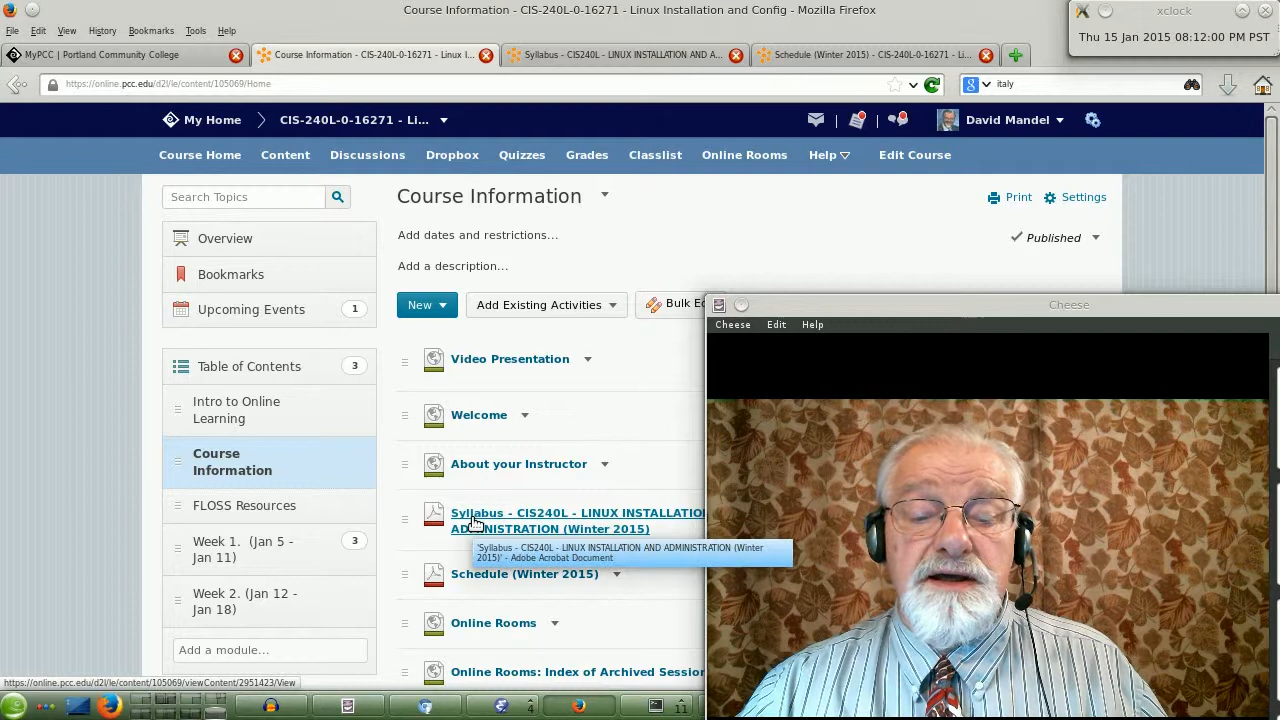 Course Information - CIS-240L-0-16271 - Linux Installation and Config - Mozilla Firefox
xclock
File Edit View History Bookmarks Tools Help
Thu 15 Jan 2015 08:12:00 PM PST
MyPCC | Portland Community College
Course Information - CIS-240L-0-16271 - Linux I...
Syllabus - CIS240L - LINUX INSTALLATION AND A...
Schedule (Winter 2015) - CIS-240L-0-16271 - Li...
https://online.pcc.edu/d2l/le/content/105069/Home
italy
My Home
CIS-240L-0-16271 - Li...
David Mandel
Course Home Content Discussions Dropbox Quizzes Grades Classlist Online Rooms Help Edit Course
Search Topics
Course Information
Print
Settings
Overview
Add dates and restrictions...
Published
Bookmarks
Add a description...
Upcoming Events 1
New
Add Existing Activities
Bulk E
Cheese
Cheese Edit Help
Table of Contents 3
Video Presentation
Intro to Online
Learning
Welcome
Course
Information
About your Instructor
FLOSS Resources
Syllabus - CIS240L - LINUX INSTALLATIO
ADMINISTRATION (Winter 2015)
Week 1. (Jan 5 -
Jan 11)
3
'Syllabus - CIS240L - LINUX INSTALLATION AND ADMINISTRATION (Winter
2015)' - Adobe Acrobat Document
Schedule (Winter 2015)
Week 2. (Jan 12 -
Jan 18)
Online Rooms
Add a module...
Online Rooms: Index of Archived Session
https://online.pcc.edu/d2l/le/content/105069/viewContent/2951423/View
4
11